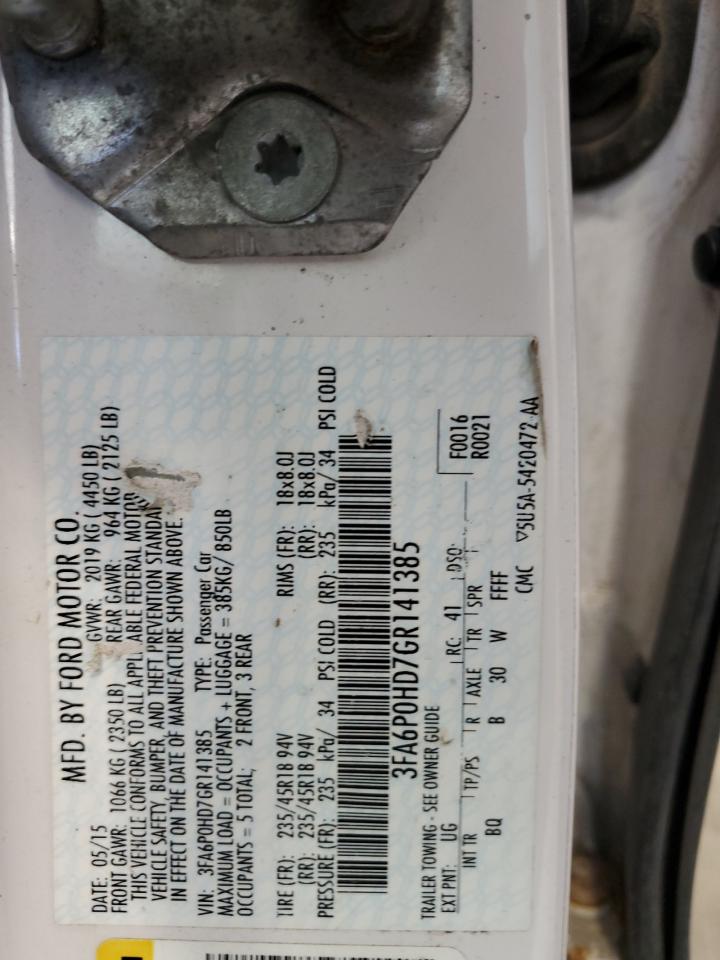 MFD. BY FORD MOTOR CO.
DATE: 05/15 GVWR: 2019 KG ( 4450 LB)
FRONT GAWR: 1066 KG ( 2350 LB) REAR GAWR: 964 KG ( 2125 LB)
THIS VEHICLE CONFORMS TO ALL APPL ABLE FEDERAL MOTOR
VEHICLE SAFETY, BUMPER, AND THEFT PREVENTION STANDA
IN EFFECT ON THE DATE OF MANUFACTURE SHOWN ABOVE.
VIN: 3FA6P0HD7GR141385 TYPE: Passenger Car
MAXIMUM LOAD = OCCUPANTS + LUGGAGE = 385KG/ 850LB
OCCUPANTS = 5 TOTAL; 2 FRONT, 3 REAR
TIRE (FR): 235/45R18 94V RIMS (FR): 18x8.0J
(RR): 235/45R18 94V (RR): 18x8.0J
PRESSURE (FR): 235 kPa/ 34 PSI COLD (RR): 235 kPa/ 34 PSI COLD
3FA6P0HD7GR141385
TRAILER TOWING - SEE OWNER GUIDE F0016
EXT PNT: UG RC: 41 DSO: R0021
INT TR TP/PS R AXLE TR SPR
BQ B 30 W FFFF
CMC ▽5U5A-5420472-AA